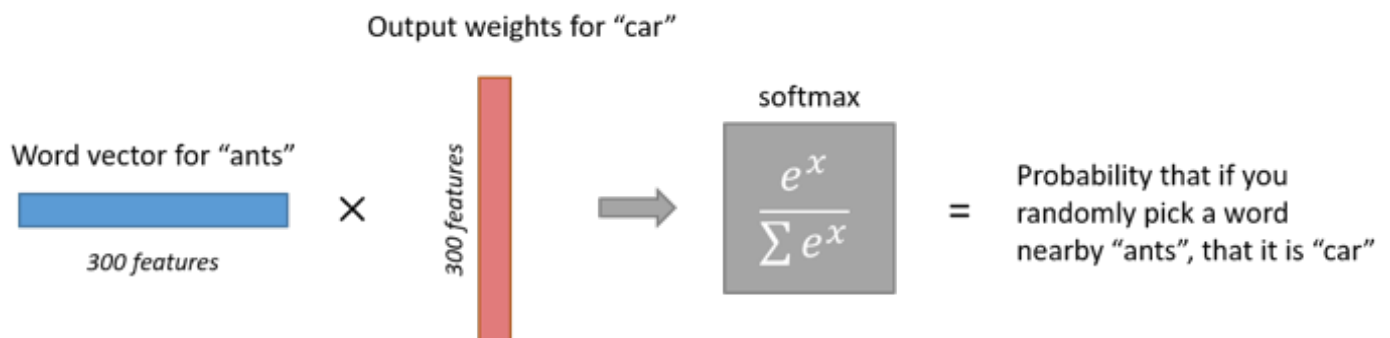 Output weights for “car”
softmax
Word vector for “ants”
300 features
×
300 features
e^x
∑ e^x
=
Probability that if you
randomly pick a word
nearby “ants”, that it is “car”